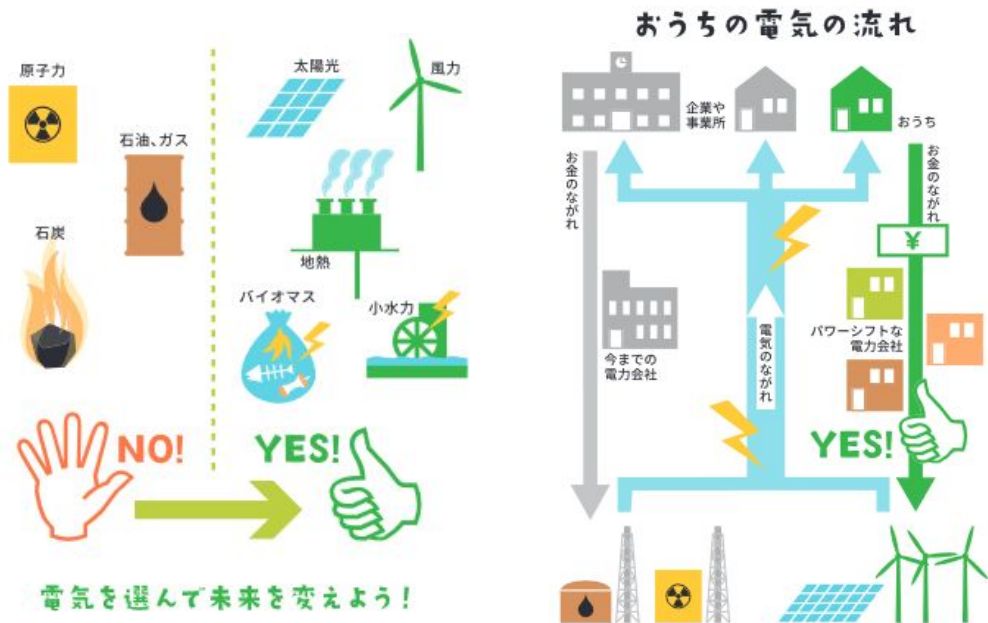 原子力
石油、ガス
石炭
NO!
太陽光
風力
地熱
バイオマス
小水力
YES!
電気を選んで未来を変えよう!
おうちの電気の流れ
企業や
事業所
おうち
お金のながれ
お金のながれ
¥
今までの
電力会社
電気のながれ
パワーシフトな
電力会社
YES!